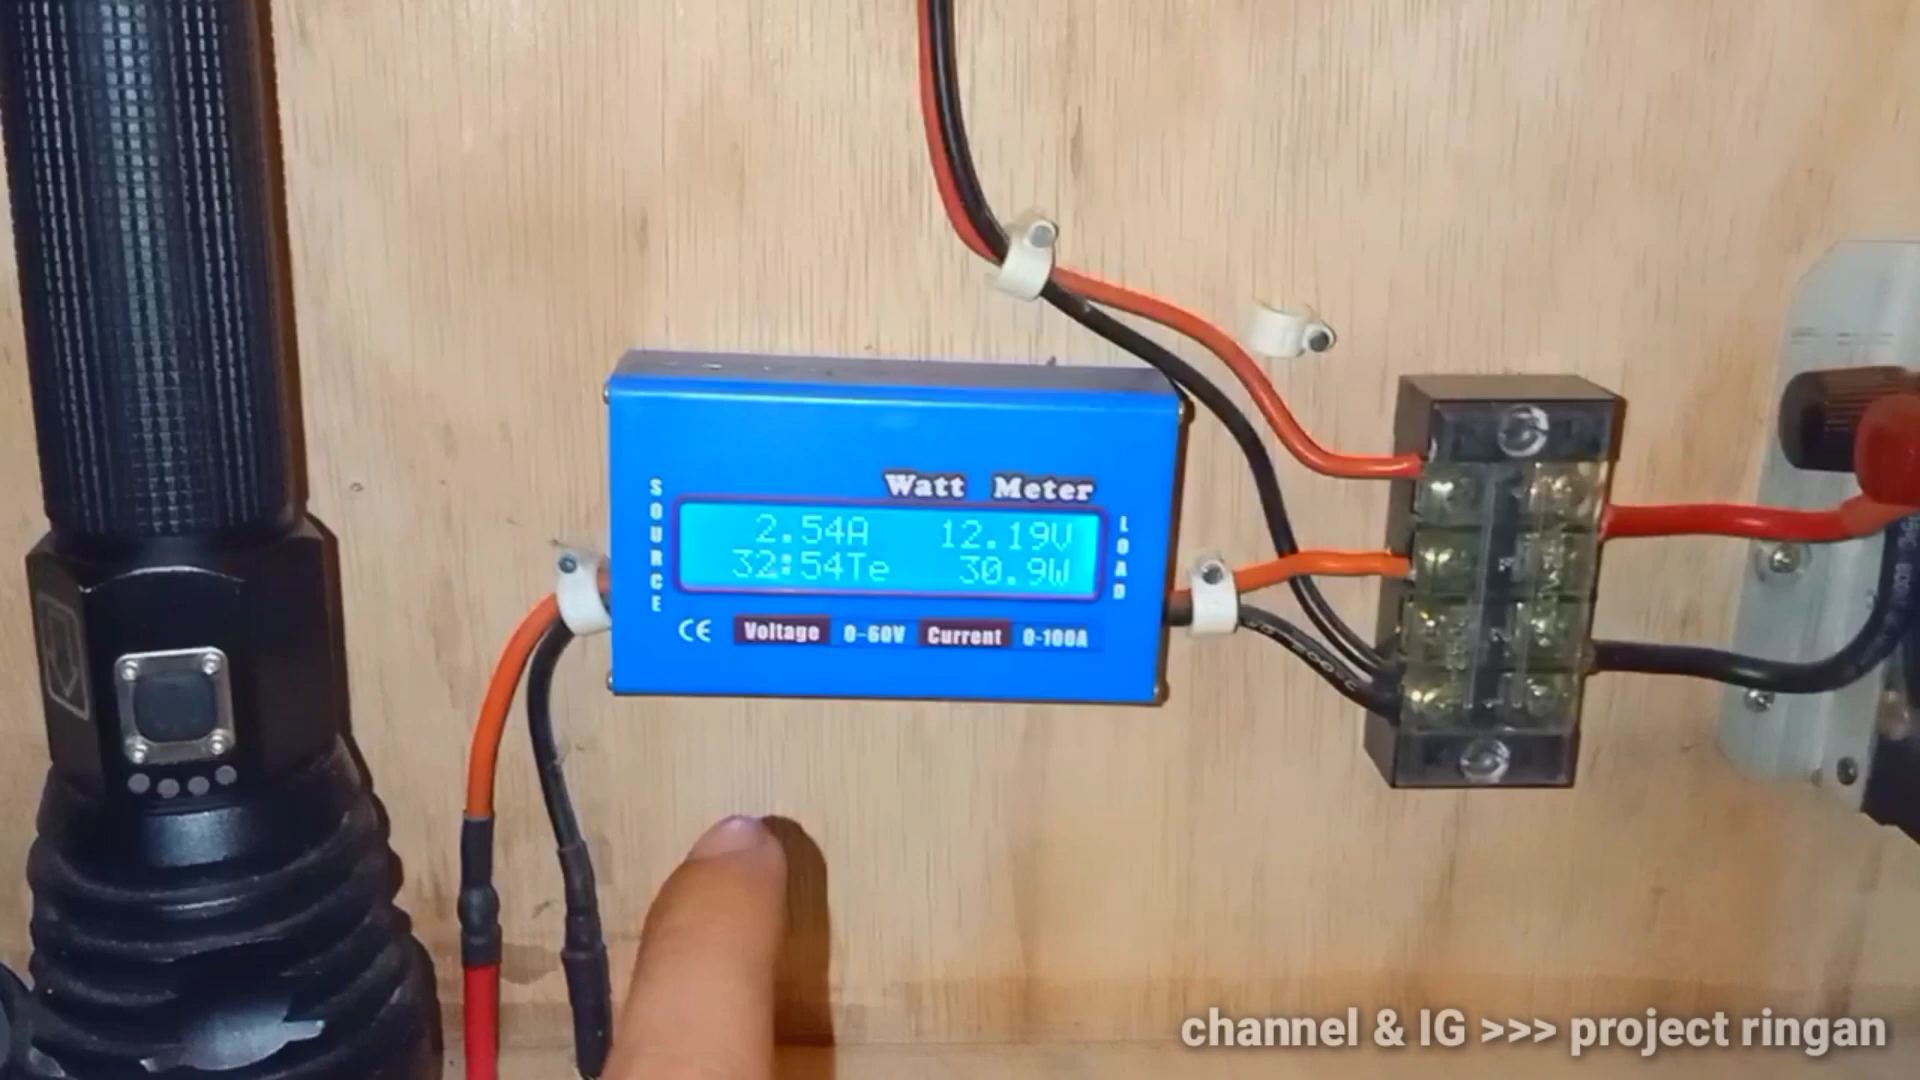 Watt Meter
SOURCE
2.54A 12.19V
32:54Te 30.9W
LOAD
CE Voltage 0-60V Current 0-100A
channel & IG >>> project ringan